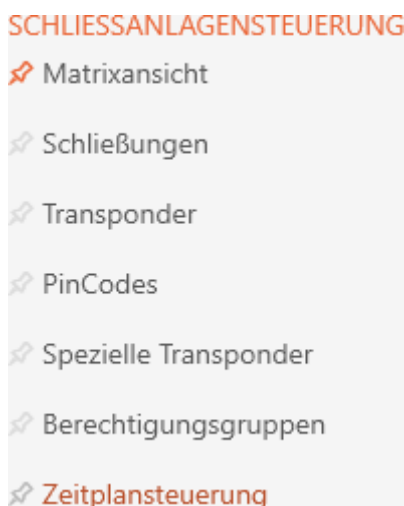 SCHLIESSANLAGENSTEUERUNG
Matrixansicht
Schließungen
Transponder
PinCodes
Spezielle Transponder
Berechtigungsgruppen
Zeitplansteuerung